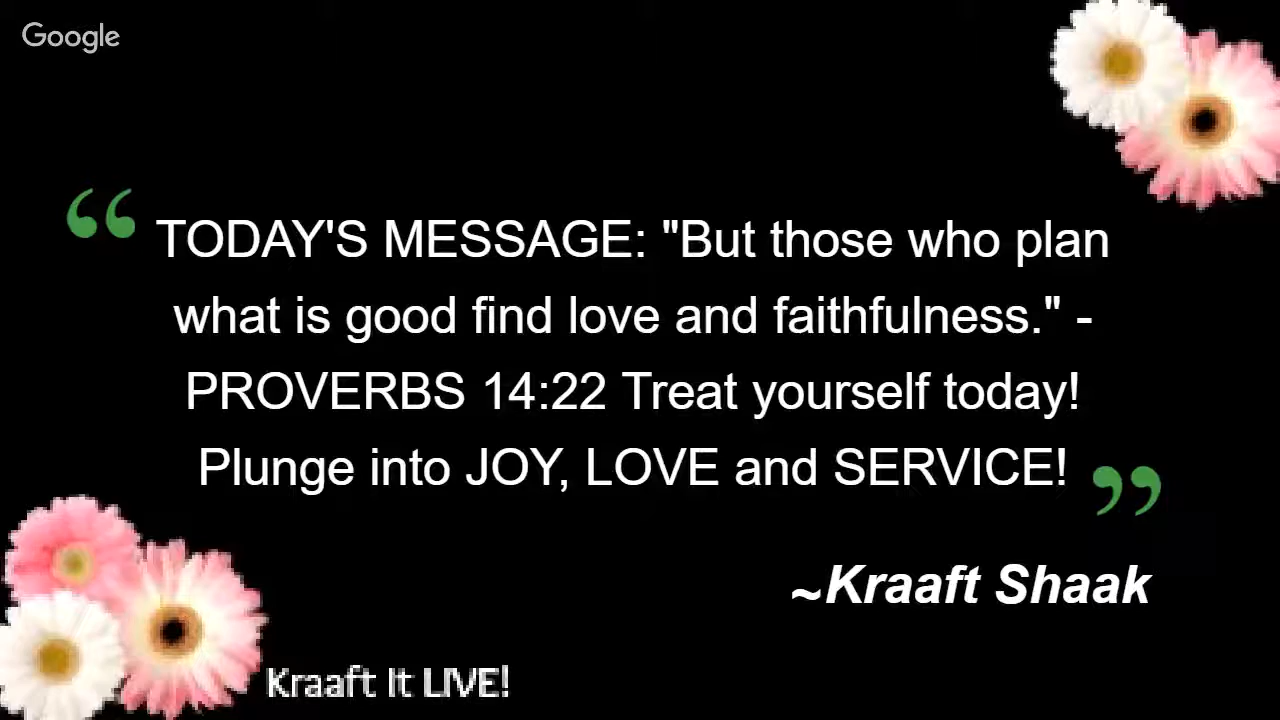 Google
“ TODAY'S MESSAGE: "But those who plan
what is good find love and faithfulness." -
PROVERBS 14:22 Treat yourself today!
Plunge into JOY, LOVE and SERVICE! ”
~Kraaft Shaak
Kraaft It LIVE!